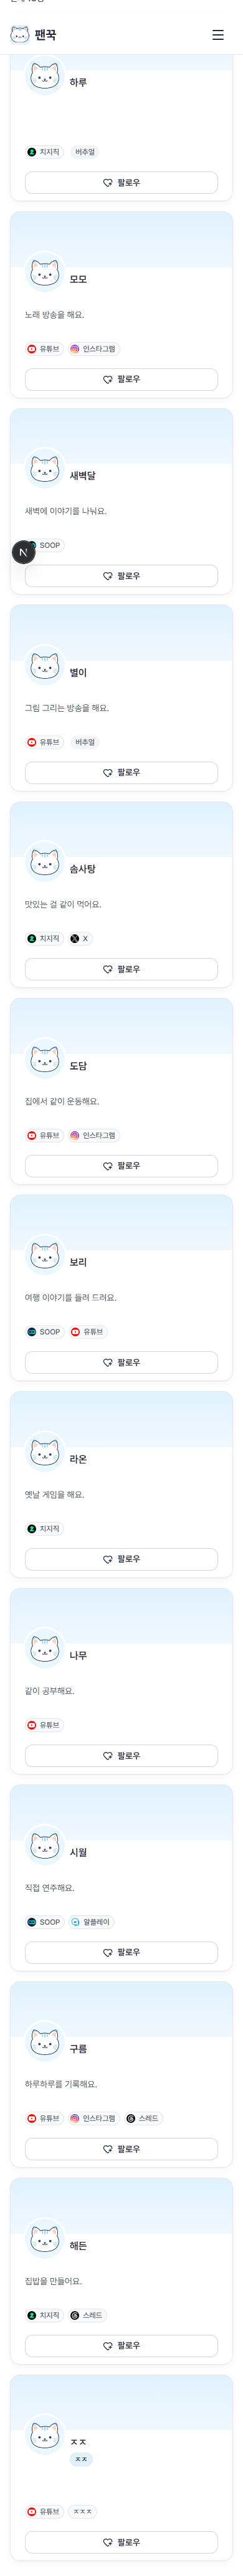 팬꾹
하루
치지직 버추얼
팔로우
모모
노래 방송을 해요.
유튜브 인스타그램
팔로우
새벽달
새벽에 이야기를 나눠요.
N SOOP
팔로우
별이
그림 그리는 방송을 해요.
유튜브 버추얼
팔로우
솜사탕
맛있는 걸 같이 먹어요.
치지직 X
팔로우
도담
집에서 같이 운동해요.
유튜브 인스타그램
팔로우
보리
여행 이야기를 들려 드려요.
SOOP 유튜브
팔로우
라온
옛날 게임을 해요.
치지직
팔로우
나무
같이 공부해요.
유튜브
팔로우
시월
직접 연주해요.
SOOP 알플레이
팔로우
구름
하루하루를 기록해요.
유튜브 인스타그램 스레드
팔로우
해든
집밥을 만들어요.
치지직 스레드
팔로우
ㅈㅈ
ㅈㅈ
유튜브 ㅈㅈㅈ
팔로우